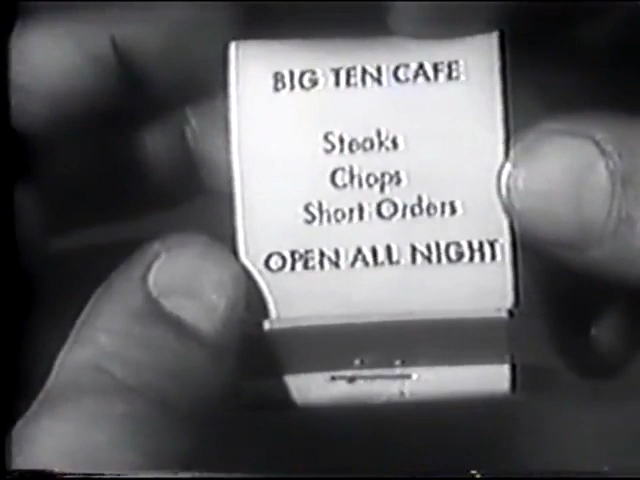 BIG TEN CAFE
Steaks
Chops
Short Orders
OPEN ALL NIGHT